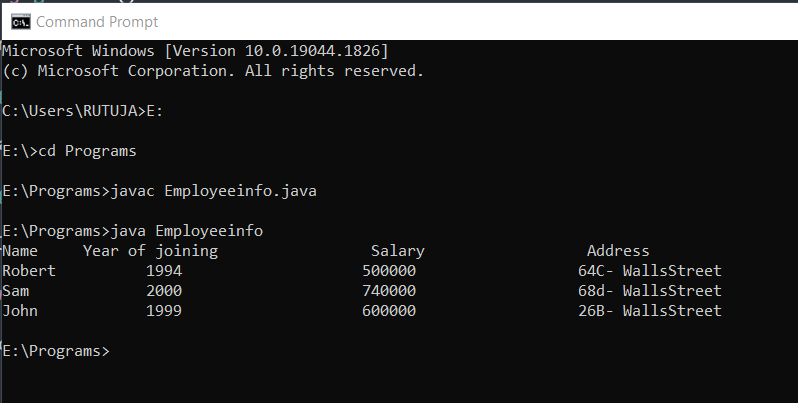 Command Prompt
Microsoft Windows [Version 10.0.19044.1826]
(c) Microsoft Corporation. All rights reserved.
C:\Users\RUTUJA>E:
E:\>cd Programs
E:\Programs>javac Employeeinfo.java
E:\Programs>java Employeeinfo
Name     Year of joining                 Salary                  Address
Robert          1994                    500000                  64C- WallsStreet
Sam             2000                    740000                  68d- WallsStreet
John            1999                    600000                  26B- WallsStreet
E:\Programs>